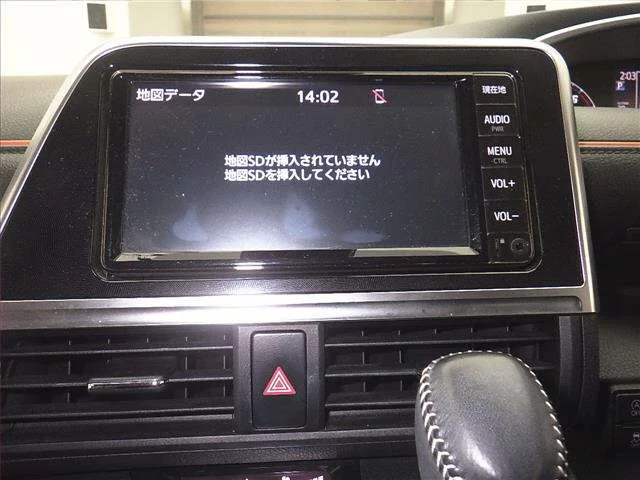 地図データ 14:02
現在地
AUDIO
PWR
地図SDが挿入されていません
地図SDを挿入してください
MENU
-CTRL
VOL+
VOL-
2:03
P